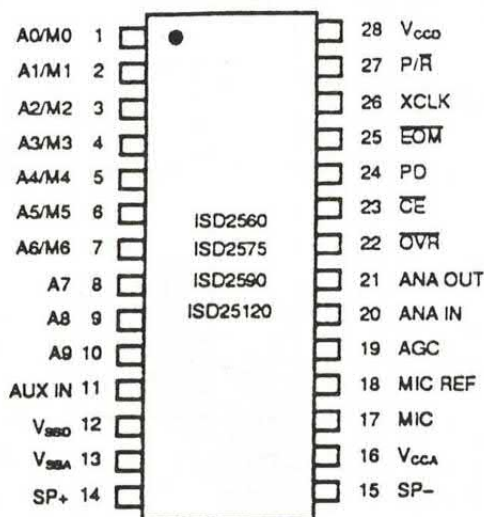 A0/M0 1
A1/M1 2
A2/M2 3
A3/M3 4
A4/M4 5
A5/M5 6
A6/M6 7
A7 8
A8 9
A9 10
AUX IN 11
VSSD 12
VSSA 13
SP+ 14
ISD2560
ISD2575
ISD2590
ISD25120
28 VCCD
27 P/R̅
26 XCLK
25 E̅O̅M̅
24 PD
23 C̅E̅
22 O̅V̅R̅
21 ANA OUT
20 ANA IN
19 AGC
18 MIC REF
17 MIC
16 VCCA
15 SP−